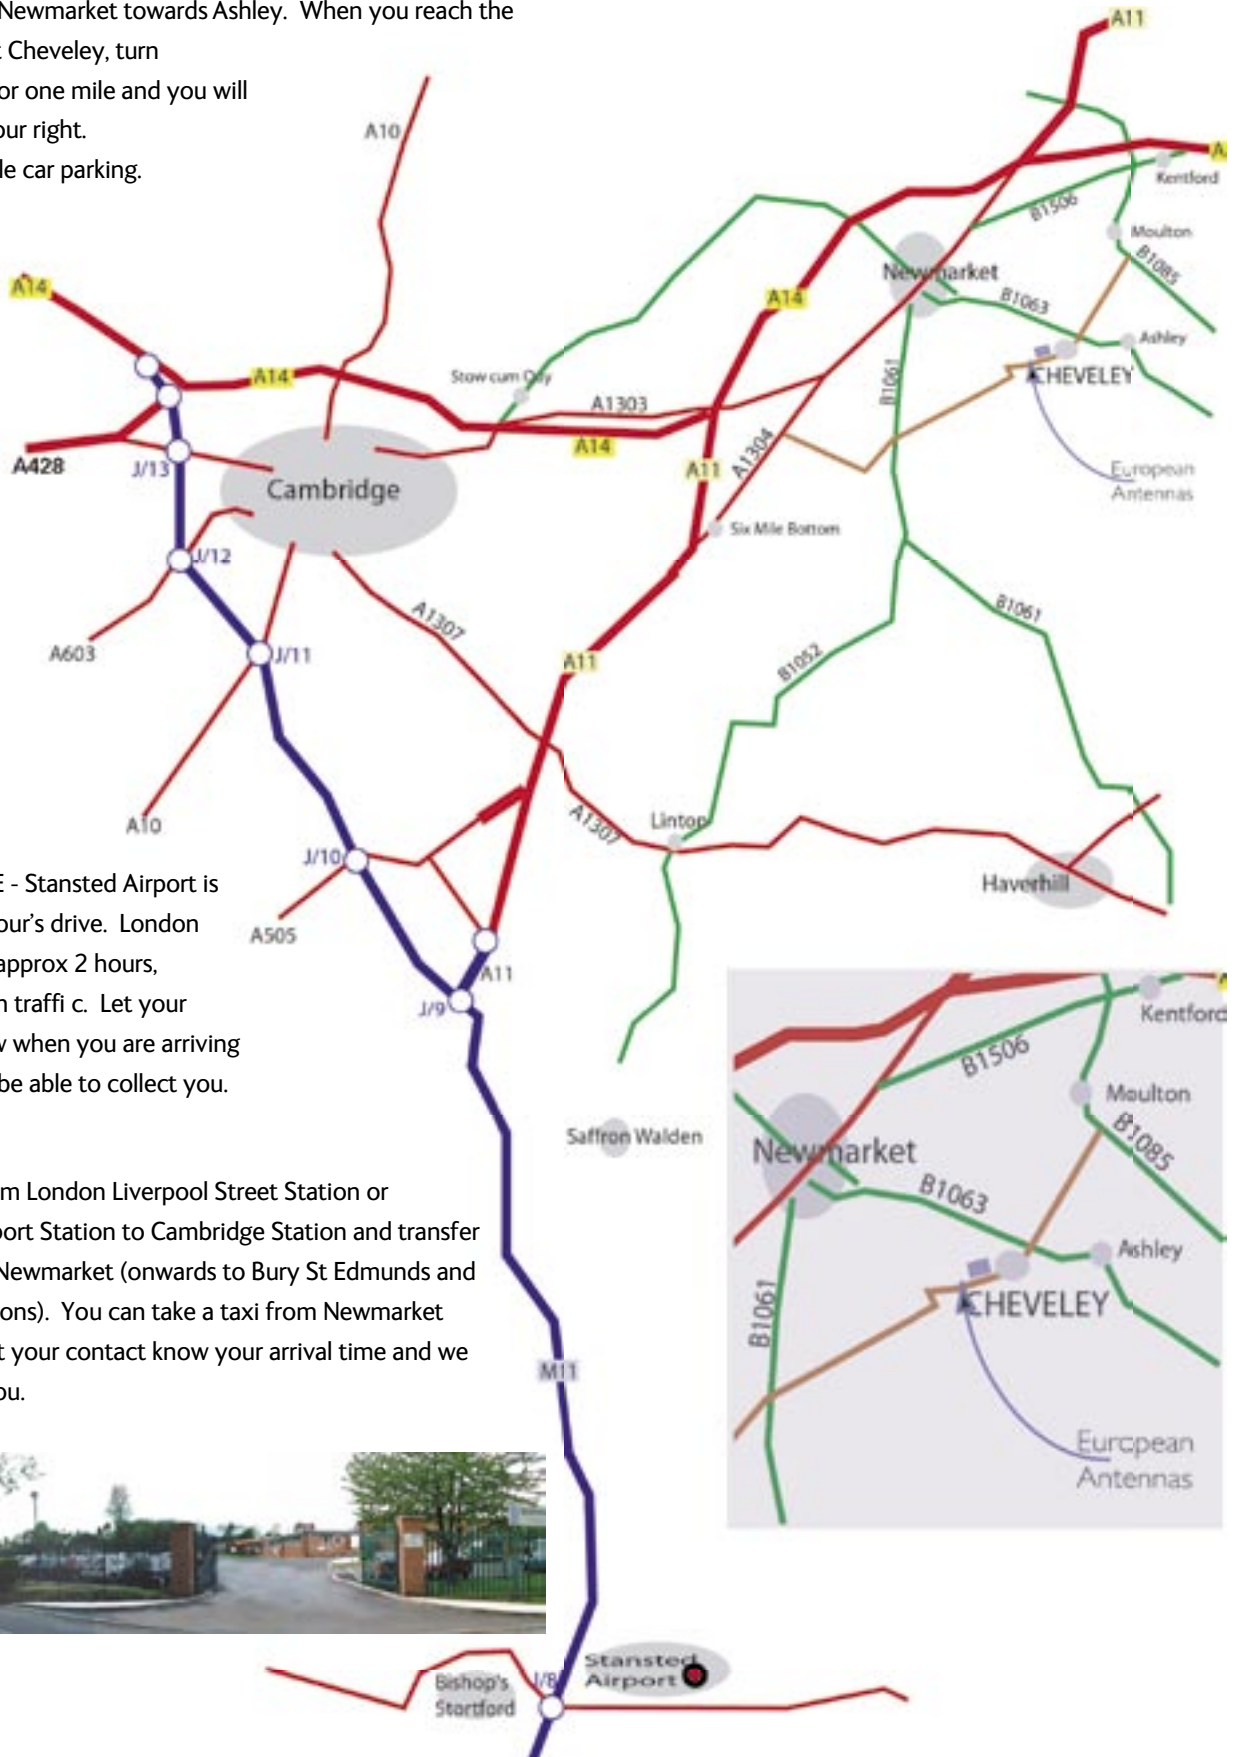 Newmarket towards Ashley. When you reach the
Cheveley, turn
or one mile and you will
our right.
le car parking.
A11
A10
Kentford
B1506
Moulton
B1085
A14
Newmarket
A14
B1063
Ashley
A14
Stow cum Quy
B1061
CHEVELEY
A1303
A428
J/13
A14
A11
A1304
European
Antennas
Cambridge
Six Mile Bottom
J/12
A1307
B1061
A603
J/11
A11
B1052
A10
A1307
Linton
J/10
E - Stansted Airport is
our's drive. London
approx 2 hours,
n traffi c. Let your
w when you are arriving
be able to collect you.
Haverhill
A505
A11
J/9
Kentford
B1506
Moulton
B1085
Newmarket
B1063
Ashley
B1061
CHEVELEY
European
Antennas
Saffron Walden
m London Liverpool Street Station or
port Station to Cambridge Station and transfer
Newmarket (onwards to Bury St Edmunds and
ons). You can take a taxi from Newmarket
t your contact know your arrival time and we
ou.
M11
Stansted
Airport
J/8
Bishop's
Stortford